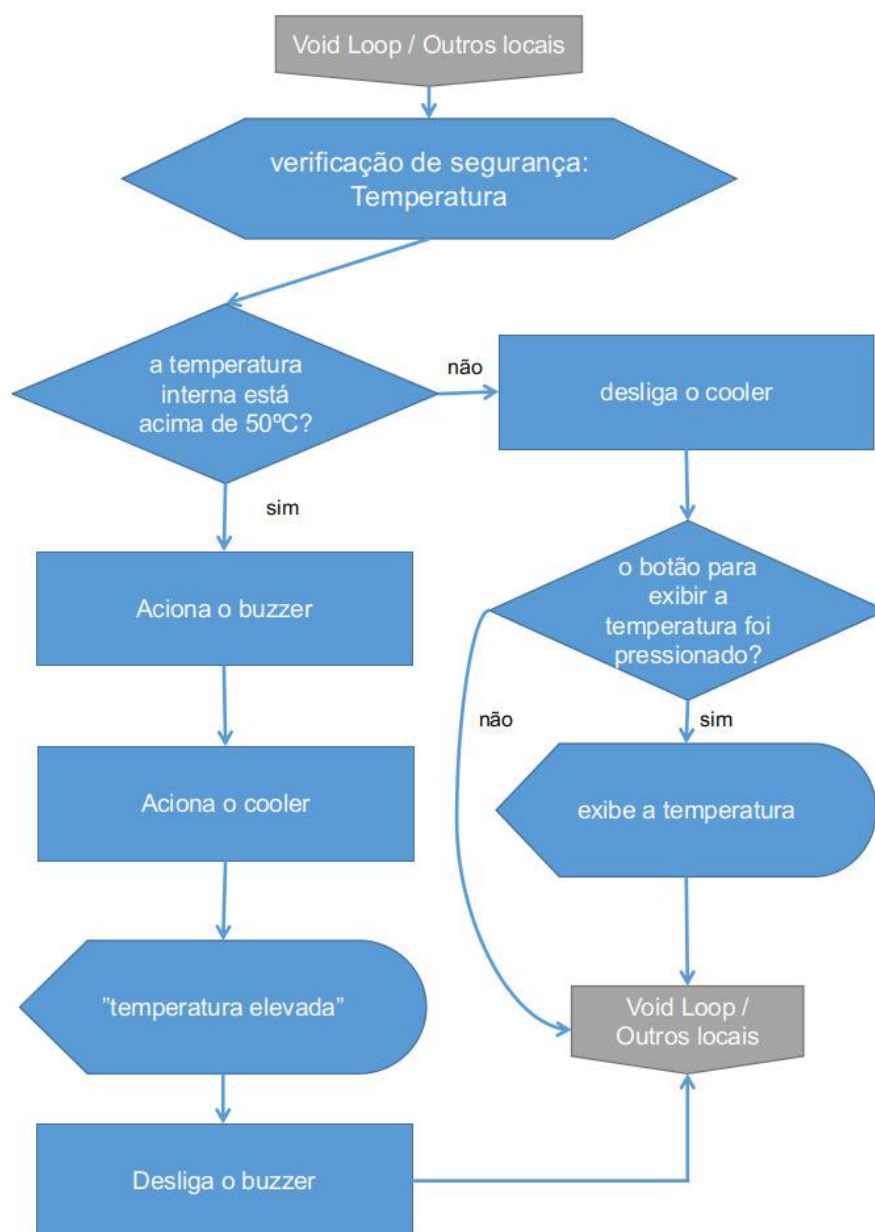 Void Loop / Outros locais
verificação de segurança:
Temperatura
a temperatura
interna está
acima de 50ºC?
não
desliga o cooler
sim
Aciona o buzzer
o botão para
exibir a
temperatura foi
pressionado?
não
sim
Aciona o cooler
exibe a temperatura
”temperatura elevada”
Void Loop /
Outros locais
Desliga o buzzer